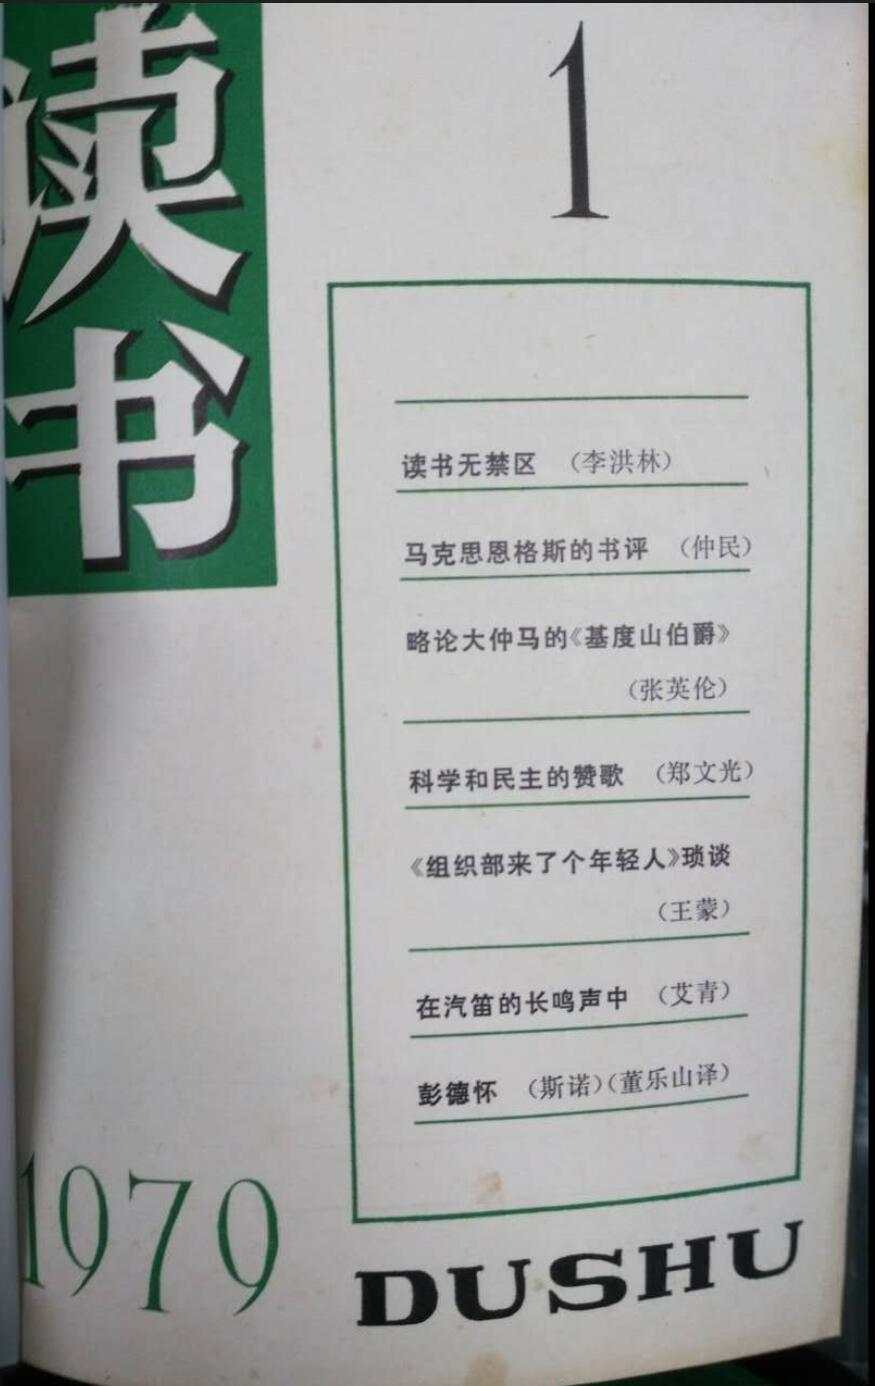 读书
1
读书无禁区 （李洪林）
马克思恩格斯的书评 （仲民）
略论大仲马的《基度山伯爵》
（张英伦）
科学和民主的赞歌 （郑文光）
《组织部来了个年轻人》琐谈
（王蒙）
在汽笛的长鸣声中 （艾青）
彭德怀 （斯诺）（董乐山译）
1979
DUSHU